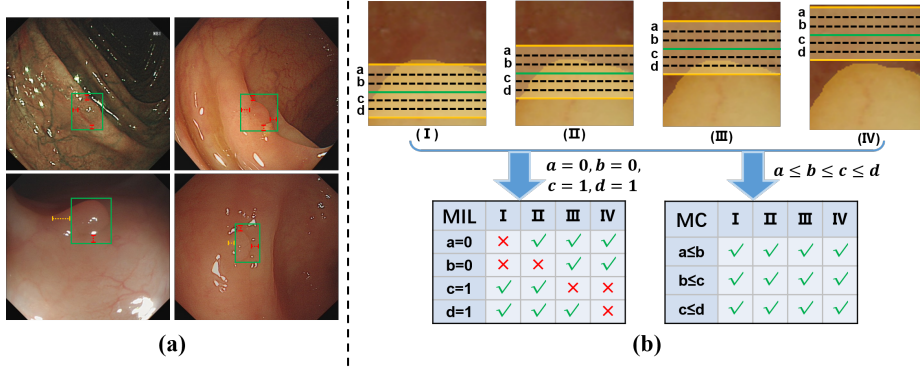 a
b
c
d
a
b
c
d
a
b
c
d
a
b
c
d
(I)
(II)
(III)
(IV)
a = 0, b = 0,
c = 1, d = 1
a ≤ b ≤ c ≤ d
MIL I II III IV
a=0 × ✓ ✓ ✓
b=0 × × ✓ ✓
c=1 ✓ ✓ × ×
d=1 ✓ ✓ ✓ ×
MC I II III IV
a≤b ✓ ✓ ✓ ✓
b≤c ✓ ✓ ✓ ✓
c≤d ✓ ✓ ✓ ✓
(a)
(b)